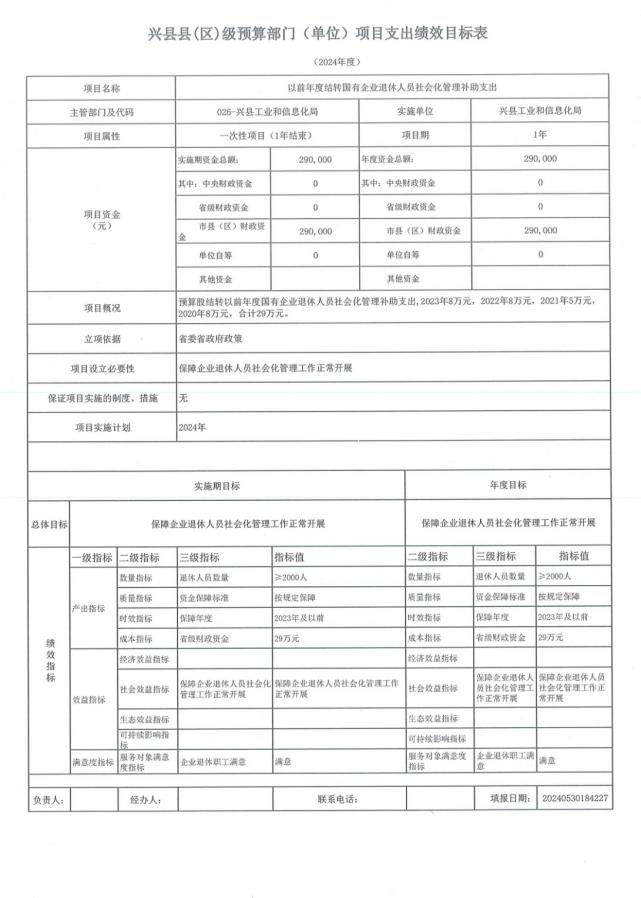 兴县县(区)级预算部门（单位）项目支出绩效目标表
（2024年度）
项目名称 以前年度结转国有企业退休人员社会化管理补助支出
主管部门及代码 026-兴县工业和信息化局 实施单位 兴县工业和信息化局
项目属性 一次性项目（1年结束） 项目期 1年
项目资金
（元）
实施期资金总额： 290,000 年度资金总额： 290,000
其中：中央财政资金 0 其中：中央财政资金 0
省级财政资金 0 省级财政资金 0
市县（区）财政资金 290,000 市县（区）财政资金 290,000
单位自筹 0 单位自筹 0
其他资金 其他资金
项目概况 预算股结转以前年度国有企业退休人员社会化管理补助支出,2023年8万元，2022年8万元，2021年5万元，
2020年8万元，合计29万元。
立项依据 省委省政府政策
项目设立必要性 保障企业退休人员社会化管理工作正常开展
保证项目实施的制度、措施 无
项目实施计划 2024年
实施期目标 年度目标
总体目标 保障企业退休人员社会化管理工作正常开展 保障企业退休人员社会化管理工作正常开展
绩效指标
一级指标 二级指标 三级指标 指标值 二级指标 三级指标 指标值
产出指标
数量指标 退休人员数量 ≥2000人 数量指标 退休人员数量 ≥2000人
质量指标 资金保障标准 按规定保障 质量指标 资金保障标准 按规定保障
时效指标 保障年度 2023年及以前 时效指标 保障年度 2023年及以前
成本指标 省级财政资金 29万元 成本指标 省级财政资金 29万元
效益指标
经济效益指标 经济效益指标
社会效益指标 保障企业退休人员社会化管理工作正常开展 保障企业退休人员社会化管理工作正常开展 社会效益指标 保障企业退休人员社会化管理工作正常开展 保障企业退休人员社会化管理工作正常开展
生态效益指标 生态效益指标
可持续影响指标 可持续影响指标
满意度指标 服务对象满意度指标 企业退休职工满意 满意 服务对象满意度指标 企业退休职工满意 满意
负责人： 经办人： 联系电话： 填报日期： 20240530184227